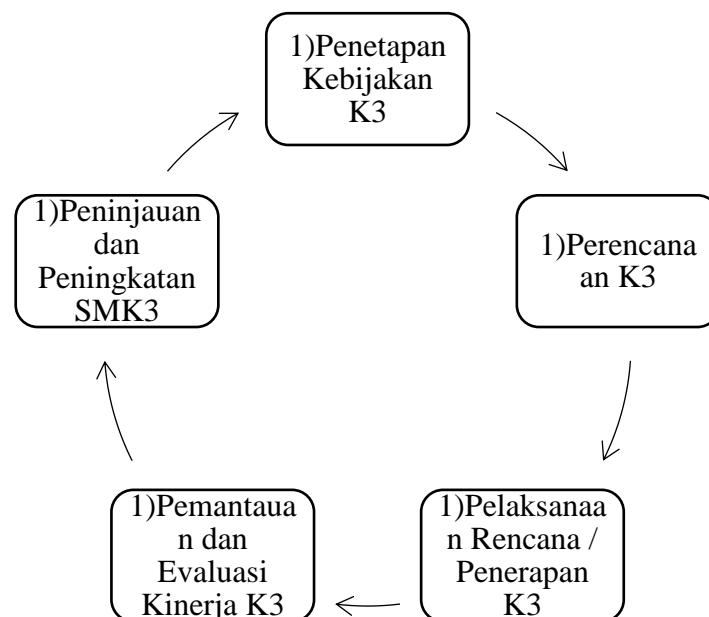 1)Penetapan
Kebijakan
K3
1)Perencana
an K3
1)Pelaksanaa
n Rencana /
Penerapan
K3
1)Pemantaua
n dan
Evaluasi
Kinerja K3
1)Peninjauan
dan
Peningkatan
SMK3